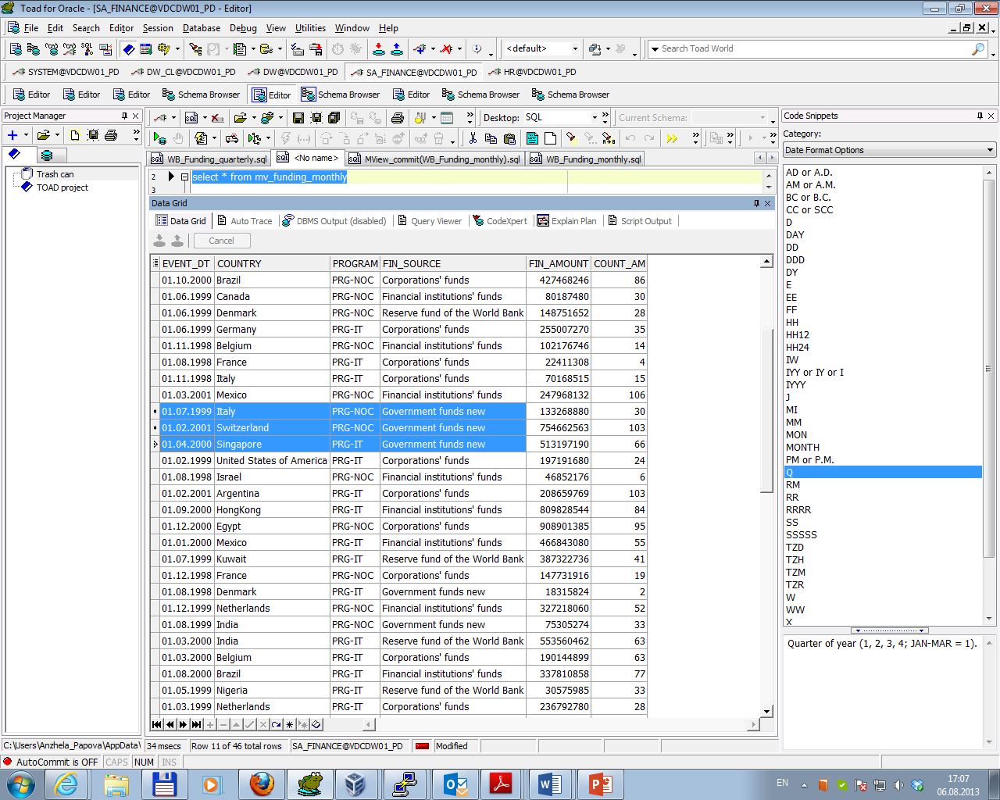 Toad for Oracle - [SA_FINANCE@VDCDW01_PD - Editor]
File Edit Search Editor Session Database Debug View Utilities Window Help
<default> Search Toad World
SYSTEM@VDCDW01_PD DW_CL@VDCDW01_PD DW@VDCDW01_PD SA_FINANCE@VDCDW01_PD HR@VDCDW01_PD
Editor Editor Editor Schema Browser Editor Schema Browser Editor Schema Browser Schema Browser
Project Manager
Trash can
TOAD project
Desktop: SQL Current Schema:
WB_Funding_quarterly.sql <No name> MView_commit(WB_Funding_monthly).sql WB_Funding_monthly.sql
2 select * from mv_funding_monthly
3
Data Grid
Data Grid Auto Trace DBMS Output (disabled) Query Viewer CodeXpert Explain Plan Script Output
Cancel
EVENT_DT COUNTRY PROGRAM FIN_SOURCE FIN_AMOUNT COUNT_AM
01.10.2000 Brazil PRG-NOC Corporations' funds 427468246 86
01.06.1999 Canada PRG-NOC Financial institutions' funds 80187480 30
01.06.1999 Denmark PRG-NOC Reserve fund of the World Bank 148751652 28
01.06.1999 Germany PRG-IT Corporations' funds 255007270 35
01.11.1998 Belgium PRG-NOC Financial institutions' funds 102176746 14
01.08.1998 France PRG-IT Corporations' funds 22411308 4
01.11.1998 Italy PRG-IT Corporations' funds 70168515 15
01.03.2001 Mexico PRG-NOC Financial institutions' funds 247968132 106
01.07.1999 Italy PRG-NOC Government funds new 133268880 30
01.02.2001 Switzerland PRG-NOC Government funds new 754662563 103
01.04.2000 Singapore PRG-IT Government funds new 513197190 66
01.02.1999 United States of America PRG-IT Corporations' funds 197191680 24
01.08.1998 Israel PRG-NOC Financial institutions' funds 46852176 6
01.02.2001 Argentina PRG-IT Corporations' funds 208659769 103
01.09.2000 HongKong PRG-IT Financial institutions' funds 809828544 84
01.12.2000 Egypt PRG-NOC Corporations' funds 908901385 95
01.01.2000 Mexico PRG-IT Financial institutions' funds 466843080 55
01.07.1999 Kuwait PRG-IT Reserve fund of the World Bank 387322736 41
01.12.1998 France PRG-NOC Corporations' funds 147731916 19
01.08.1998 Denmark PRG-IT Government funds new 18315824 2
01.12.1999 Netherlands PRG-NOC Financial institutions' funds 327218060 52
01.08.1999 India PRG-NOC Government funds new 75305274 33
01.03.2000 India PRG-IT Reserve fund of the World Bank 553560462 63
01.03.2000 Belgium PRG-IT Corporations' funds 190144899 63
01.08.2000 Brazil PRG-IT Financial institutions' funds 337810858 77
01.05.1999 Nigeria PRG-IT Reserve fund of the World Bank 30575985 33
01.03.1999 Netherlands PRG-IT Corporations' funds 236792780 28
Code Snippets
Category:
Date Format Options
AD or A.D.
AM or A.M.
BC or B.C.
CC or SCC
D
DAY
DD
DDD
DY
E
EE
FF
HH
HH12
HH24
IW
IYY or IY or I
IYYY
J
MI
MM
MON
MONTH
PM or P.M.
Q
RM
RR
RRRR
SS
SSSSS
TZD
TZH
TZM
TZR
W
WW
X
Quarter of year (1, 2, 3, 4; JAN-MAR = 1).
C:\Users\Anzhela_Papova\AppData\ 34 msecs Row 11 of 46 total rows SA_FINANCE@VDCDW01_PD Modified
AutoCommit is OFF CAPS NUM INS
EN 17:07
06.08.2013